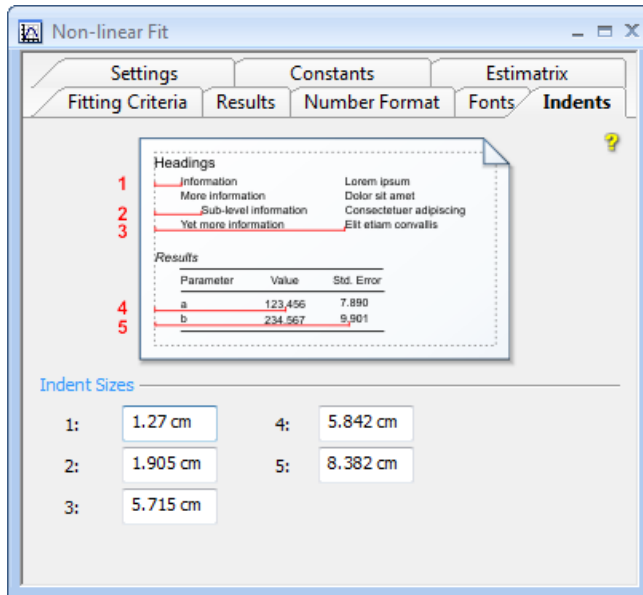 Non-linear Fit
Settings Constants Estimatrix
Fitting Criteria Results Number Format Fonts Indents
?
Headings
1 Information Lorem ipsum
More information Dolor sit amet
2 Sub-level information Consectetuer adipiscing
3 Yet more information Elit etiam convallis
Results
Parameter Value Std. Error
4 a 123,456 7.890
5 b 234.567 9,901
Indent Sizes
1: 1.27 cm 4: 5.842 cm
2: 1.905 cm 5: 8.382 cm
3: 5.715 cm